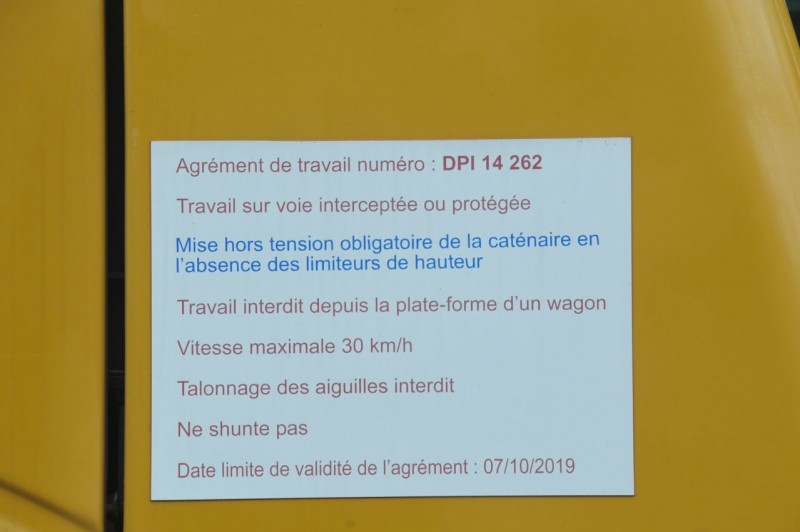 Agrément de travail numéro : DPI 14 262
Travail sur voie interceptée ou protégée
Mise hors tension obligatoire de la caténaire en
l'absence des limiteurs de hauteur
Travail interdit depuis la plate-forme d'un wagon
Vitesse maximale 30 km/h
Talonnage des aiguilles interdit
Ne shunte pas
Date limite de validité de l'agrément : 07/10/2019